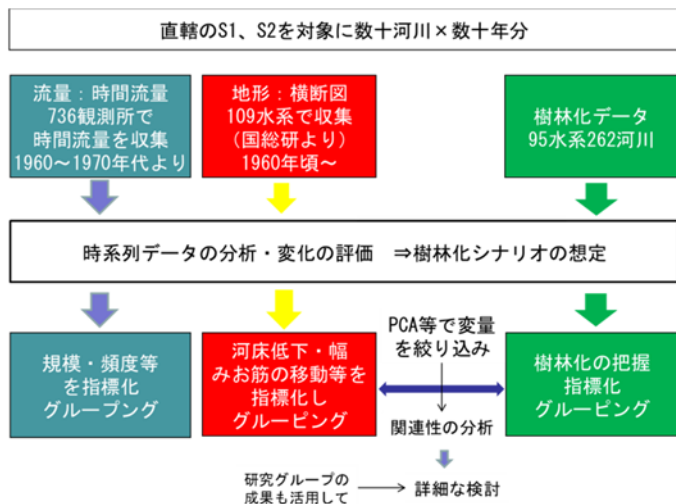 直轄のS1、S2を対象に数十河川×数十年分
流量：時間流量
736観測所で
時間流量を収集
1960～1970年代より
地形：横断図
109水系で収集
（国総研より）
1960年頃～
樹林化データ
95水系262河川
時系列データの分析・変化の評価　⇒樹林化シナリオの想定
規模・頻度等
を指標化
グループング
河床低下・幅
みお筋の移動等を
指標化し
グルーピング
PCA等で変量
を絞り込み
関連性の分析
樹林化の把握
指標化
グルーピング
研究グループの
成果も活用して
詳細な検討